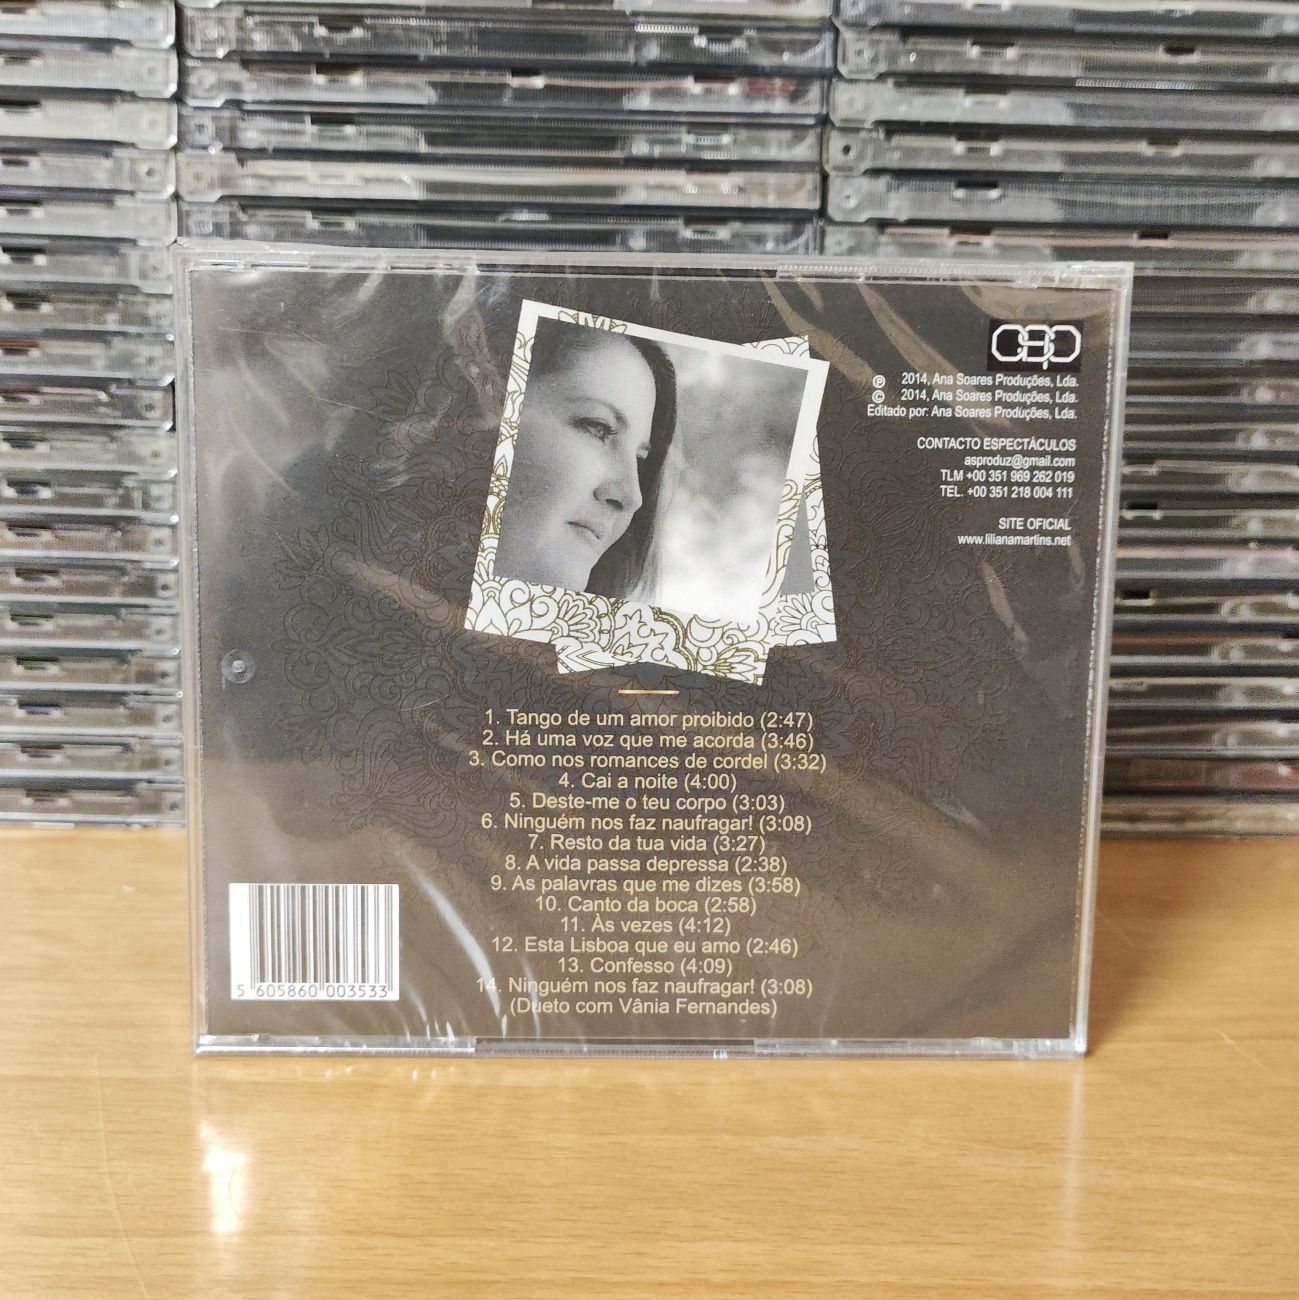 ℗ 2014, Ana Soares Produções, Lda.
© 2014, Ana Soares Produções, Lda.
Editado por: Ana Soares Produções, Lda.
CONTACTO ESPECTÁCULOS
asproduz@gmail.com
TLM +00 351 969 262 019
TEL. +00 351 218 004 111
SITE OFICIAL
www.lilianamartins.net
1. Tango de um amor proibido (2:47)
2. Há uma voz que me acorda (3:46)
3. Como nos romances de cordel (3:32)
4. Cai a noite (4:00)
5. Deste-me o teu corpo (3:03)
6. Ninguém nos faz naufragar! (3:08)
7. Resto da tua vida (3:27)
8. A vida passa depressa (2:38)
9. As palavras que me dizes (3:58)
10. Canto da boca (2:58)
11. Às vezes (4:12)
12. Esta Lisboa que eu amo (2:46)
13. Confesso (4:09)
14. Ninguém nos faz naufragar! (3:08)
(Dueto com Vânia Fernandes)
5 605860 003533